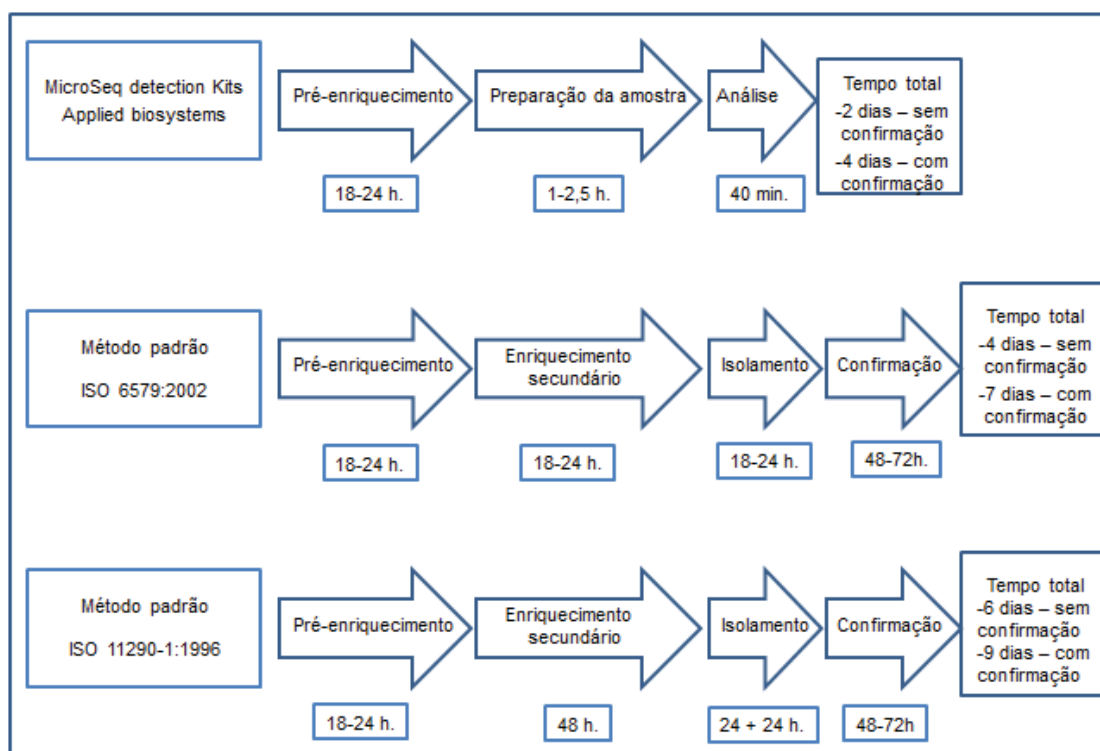 MicroSeq detection Kits
Applied biosystems
Pré-enriquecimento
Preparação da amostra
Análise
Tempo total
-2 dias – sem
confirmação
-4 dias – com
confirmação
18-24 h.
1-2,5 h.
40 min.
Método padrão
ISO 6579:2002
Pré-enriquecimento
Enriquecimento
secundário
Isolamento
Confirmação
Tempo total
-4 dias – sem
confirmação
-7 dias – com
confirmação
18-24 h.
18-24 h.
18-24 h.
48-72h.
Método padrão
ISO 11290-1:1996
Pré-enriquecimento
Enriquecimento
secundário
Isolamento
Confirmação
Tempo total
-6 dias – sem
confirmação
-9 dias – com
confirmação
18-24 h.
48 h.
24 + 24 h.
48-72h